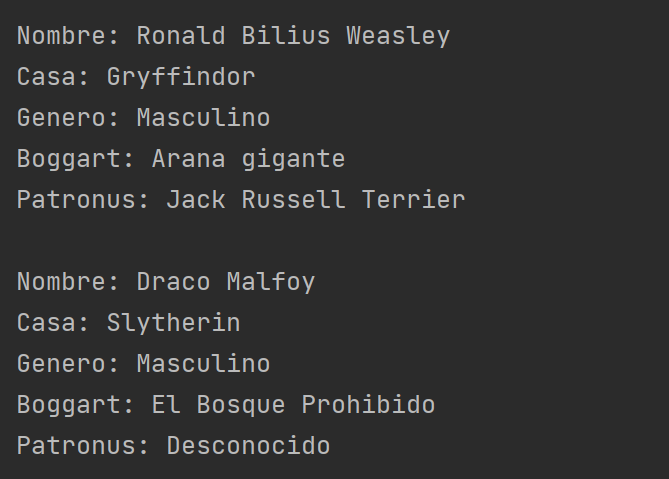 Nombre: Ronald Bilius Weasley
Casa: Gryffindor
Genero: Masculino
Boggart: Arana gigante
Patronus: Jack Russell Terrier
Nombre: Draco Malfoy
Casa: Slytherin
Genero: Masculino
Boggart: El Bosque Prohibido
Patronus: Desconocido